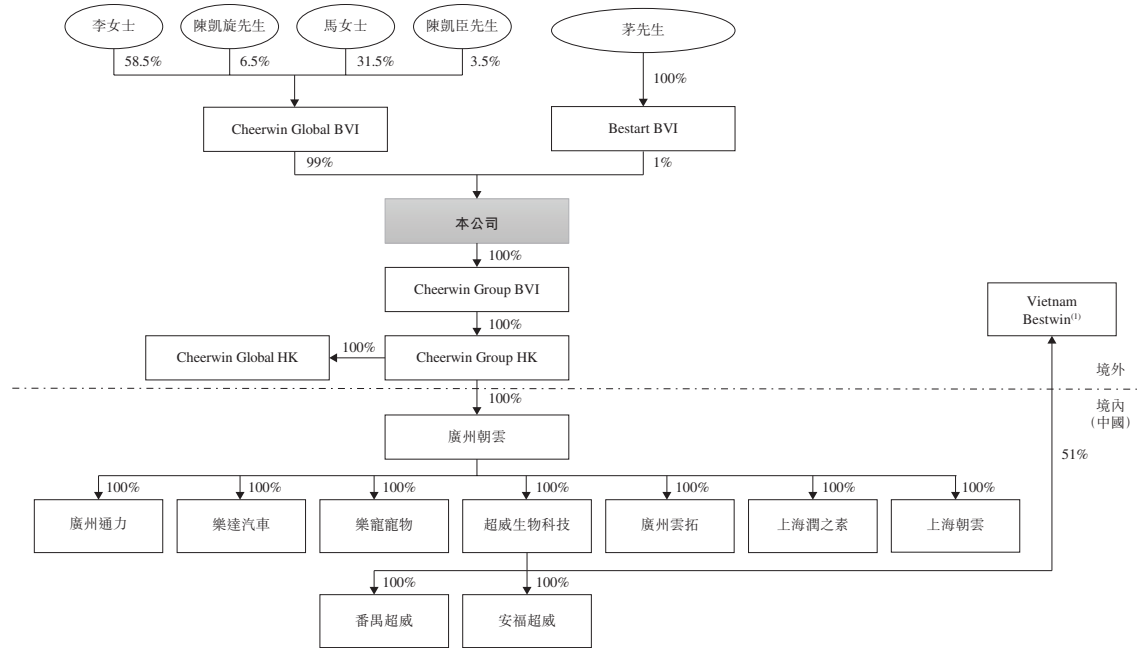 李女士
陳凱旋先生
馬女士
陳凱臣先生
茅先生
58.5%
6.5%
31.5%
3.5%
100%
Cheerwin Global BVI
Bestart BVI
99%
1%
本公司
100%
Cheerwin Group BVI
Vietnam
Bestwin(1)
100%
Cheerwin Global HK
100%
Cheerwin Group HK
境外
100%
境內
(中國)
廣州朝雲
51%
100%
100%
100%
100%
100%
100%
100%
廣州通力
樂達汽車
樂寵寵物
超威生物科技
廣州雲拓
上海潤之素
上海朝雲
100%
100%
番禺超威
安福超威